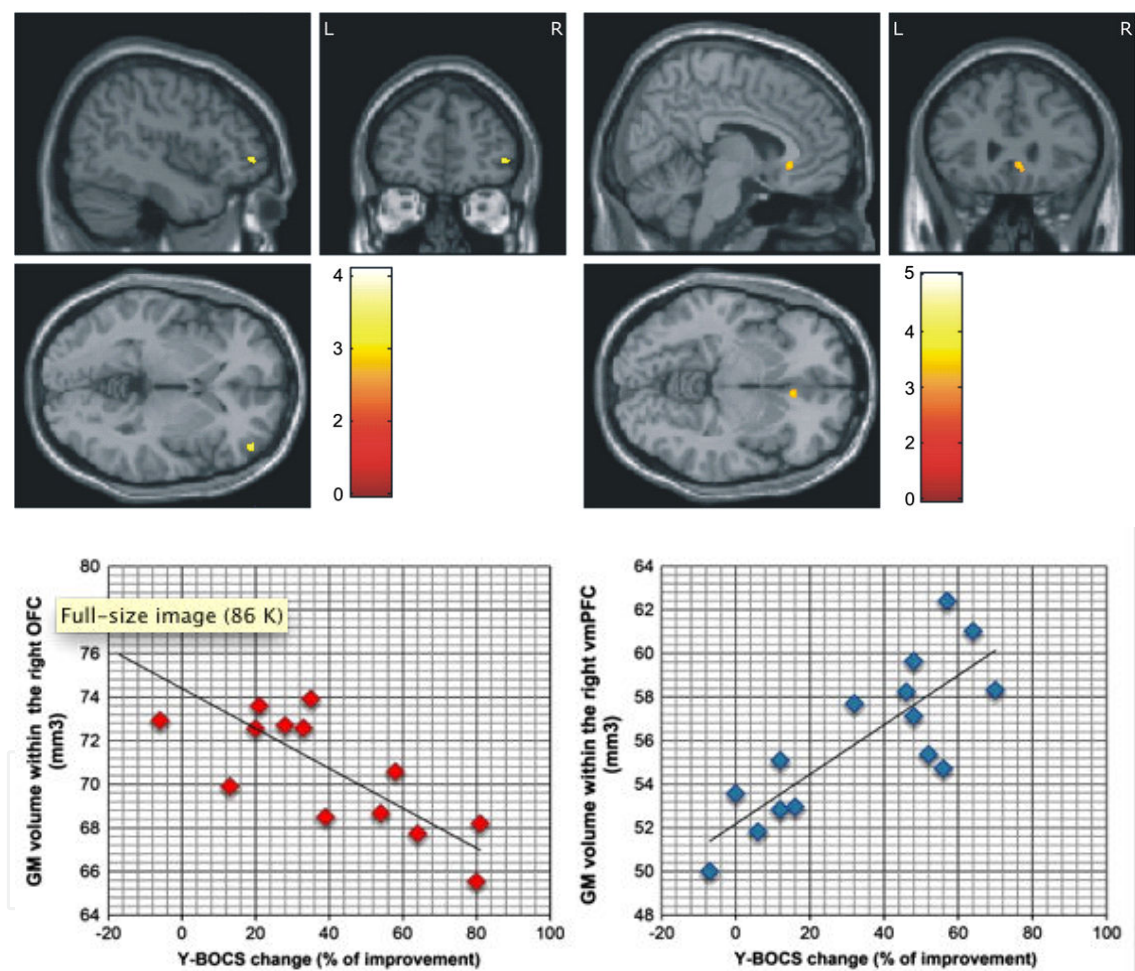 L R
L R
4
3
2
1
0
5
4
3
2
1
0
GM volume within the right OFC
(mm3)
80
76
74
72
70
68
66
64
Full-size image (86 K)
-20 0 20 40 60 80 100
Y-BOCS change (% of improvement)
GM volume within the right vmPFC
(mm3)
64
62
60
58
56
54
52
50
48
-20 0 20 40 60 80 100
Y-BOCS change (% of improvement)